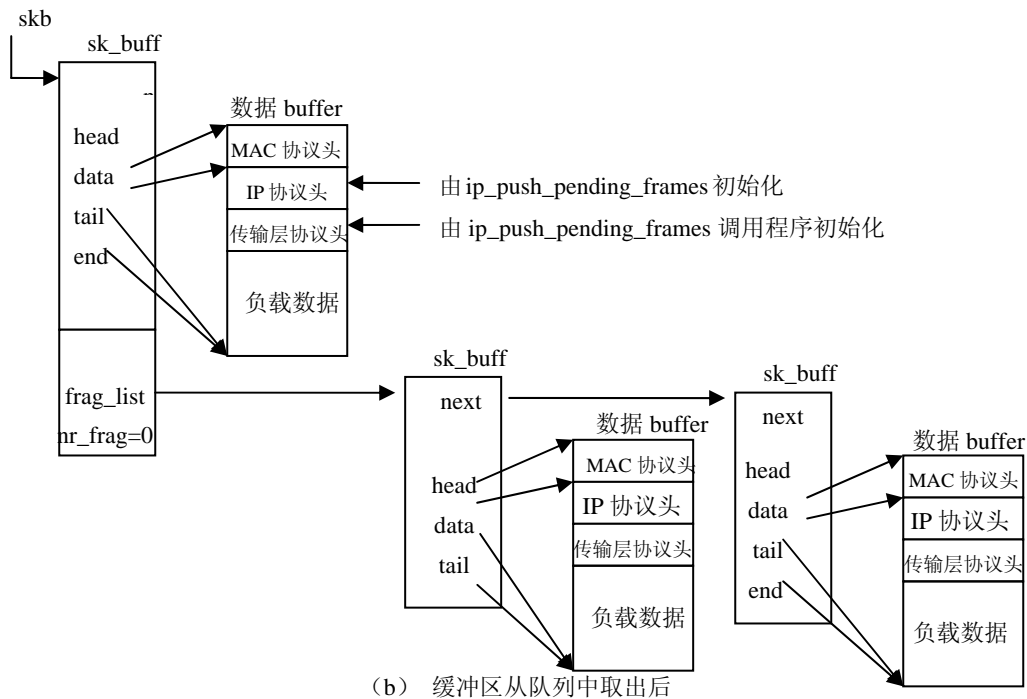 skb
sk_buff
数据 buffer
head
data
tail
end
MAC 协议头
IP 协议头
传输层协议头
负载数据
由 ip_push_pending_frames 初始化
由 ip_push_pending_frames 调用程序初始化
frag_list
nr_frag=0
sk_buff
next
head
data
tail
数据 buffer
MAC 协议头
IP 协议头
传输层协议头
负载数据
sk_buff
next
head
data
tail
end
数据 buffer
MAC 协议头
IP 协议头
传输层协议头
负载数据
（b） 缓冲区从队列中取出后